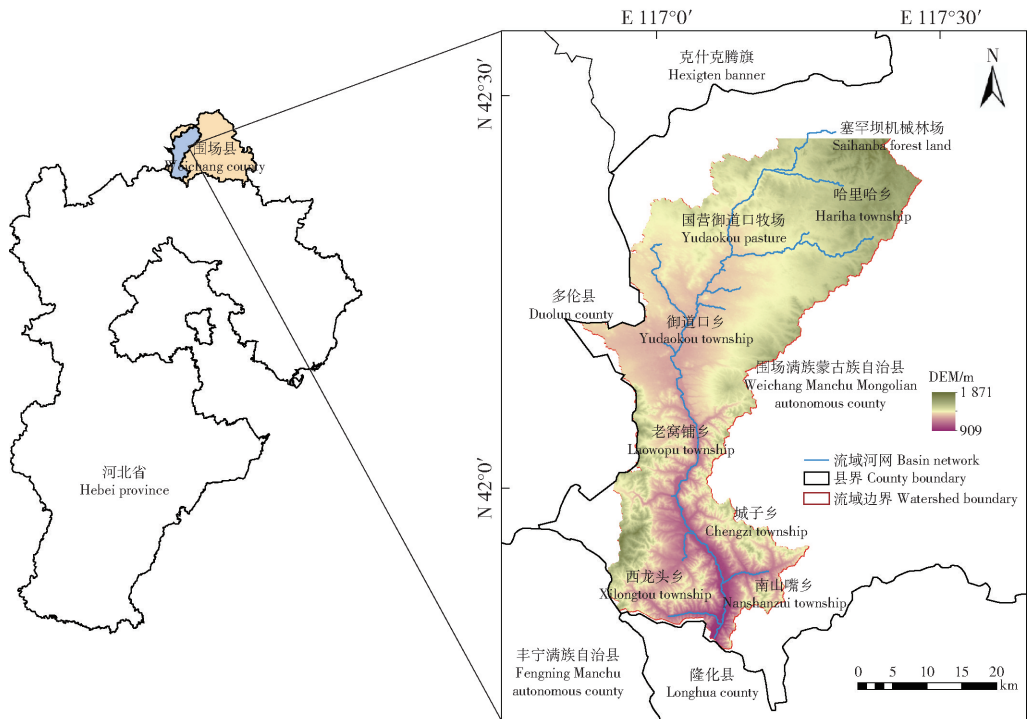 E 117°0′
E 117°30′
克什克腾旗
Hexigten banner
N
N 42°30′
塞罕坝机械林场
Saihanba forest land
围场县
Weichang county
哈里哈乡
Hariha township
国营御道口牧场
Yudaokou pasture
多伦县
Duolun county
御道口乡
Yudaokou township
围场满族蒙古族自治县
Weichang Manchu Mongolian
autonomous county
DEM/m
1 871
909
老窝铺乡
Laowopu township
河北省
Hebei province
流域河网 Basin network
县界 County boundary
流域边界 Watershed boundary
N 42°0′
城子乡
Chengzi township
西龙头乡
Xilongtou township
南山嘴乡
Nanshanzui township
丰宁满族自治县
Fengning Manchu
autonomous county
隆化县
Longhua county
0 5 10 15 20
km